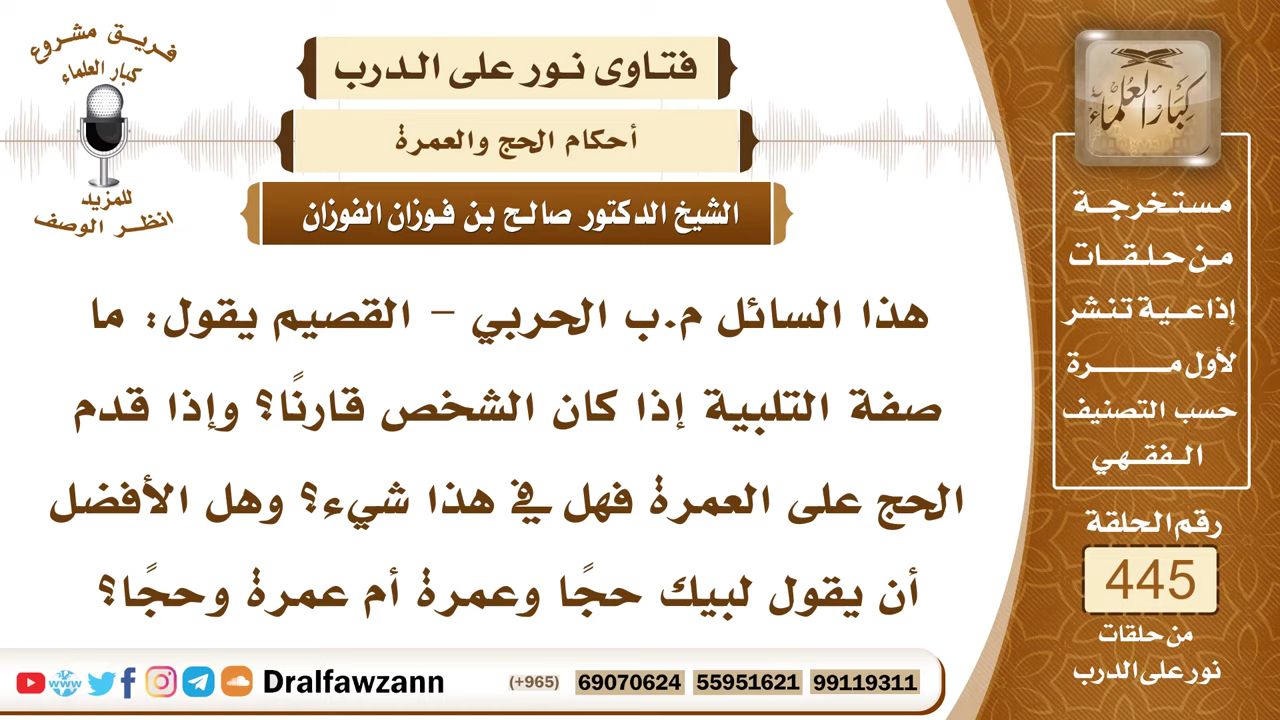 فريق مشروع
كبار العلماء
للمزيد
انظر الوصف
فتاوى نور على الدرب
أحكام الحج والعمرة
الشيخ الدكتور صالح بن فوزان الفوزان
هذا السائل م.ب الحربي - القصيم يقول: ما
صفة التلبية إذا كان الشخص قارنًا؟ وإذا قدم
الحج على العمرة فهل في هذا شيء؟ وهل الأفضل
أن يقول لبيك حجًا وعمرة أم عمرة وحجًا؟
كبار العلماء
مستخرجة
من حلقات
إذاعية تنشر
لأول مرة
حسب التصنيف
الفقهي
رقم الحلقة
445
من حلقات
نور على الدرب
www Dralfawzann (+965) 69070624 55951621 99119311